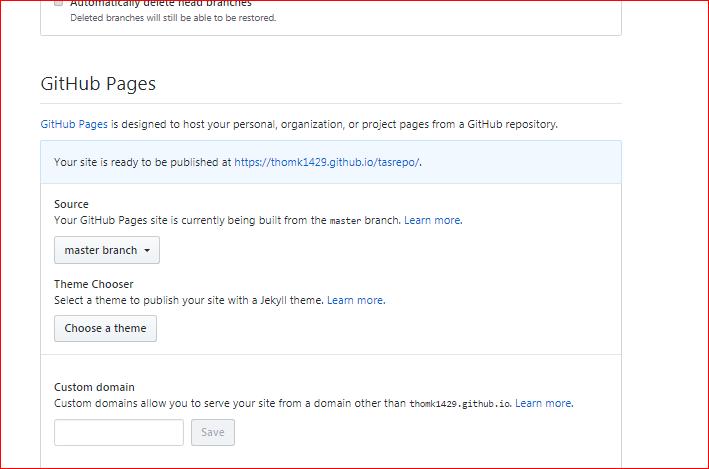 Automatically delete head branches
Deleted branches will still be able to be restored.
GitHub Pages
GitHub Pages is designed to host your personal, organization, or project pages from a GitHub repository.
Your site is ready to be published at https://thomk1429.github.io/tasrepo/.
Source
Your GitHub Pages site is currently being built from the master branch. Learn more.
master branch
Theme Chooser
Select a theme to publish your site with a Jekyll theme. Learn more.
Choose a theme
Custom domain
Custom domains allow you to serve your site from a domain other than thomk1429.github.io. Learn more.
Save